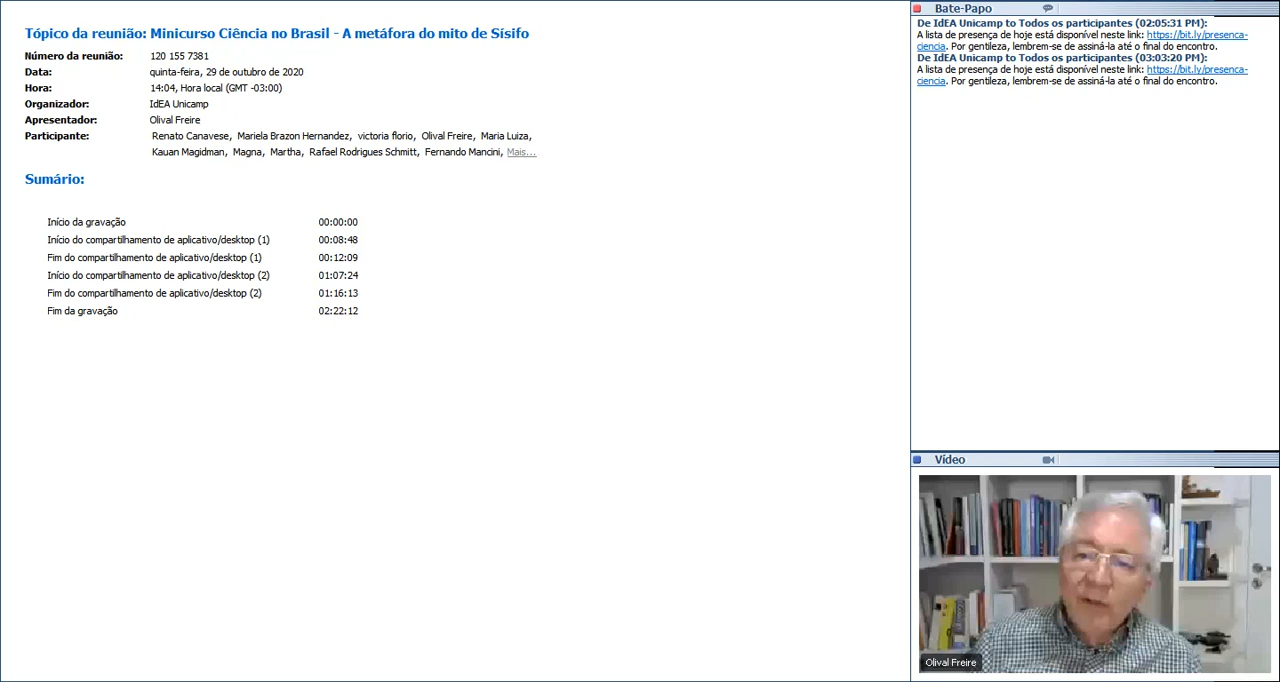 Tópico da reunião: Minicurso Ciência no Brasil - A metáfora do mito de Sísifo
Número da reunião: 120 155 7381
Data: quinta-feira, 29 de outubro de 2020
Hora: 14:04, Hora local (GMT -03:00)
Organizador: IdEA Unicamp
Apresentador: Olival Freire
Participante: Renato Canavese, Mariela Brazon Hernandez, victoria florio, Olival Freire, Maria Luiza,
Kauan Magidman, Magna, Martha, Rafael Rodrigues Schmitt, Fernando Mancini, Mais...
Sumário:
Início da gravação 00:00:00
Início do compartilhamento de aplicativo/desktop (1) 00:08:48
Fim do compartilhamento de aplicativo/desktop (1) 00:12:09
Início do compartilhamento de aplicativo/desktop (2) 01:07:24
Fim do compartilhamento de aplicativo/desktop (2) 01:16:13
Fim da gravação 02:22:12
Bate-Papo
De IdEA Unicamp to Todos os participantes (02:05:31 PM):
A lista de presença de hoje está disponível neste link: https://bit.ly/presenca-
ciencia. Por gentileza, lembrem-se de assiná-la até o final do encontro.
De IdEA Unicamp to Todos os participantes (03:03:20 PM):
A lista de presença de hoje está disponível neste link: https://bit.ly/presenca-
ciencia. Por gentileza, lembrem-se de assiná-la até o final do encontro.
Vídeo
Olival Freire